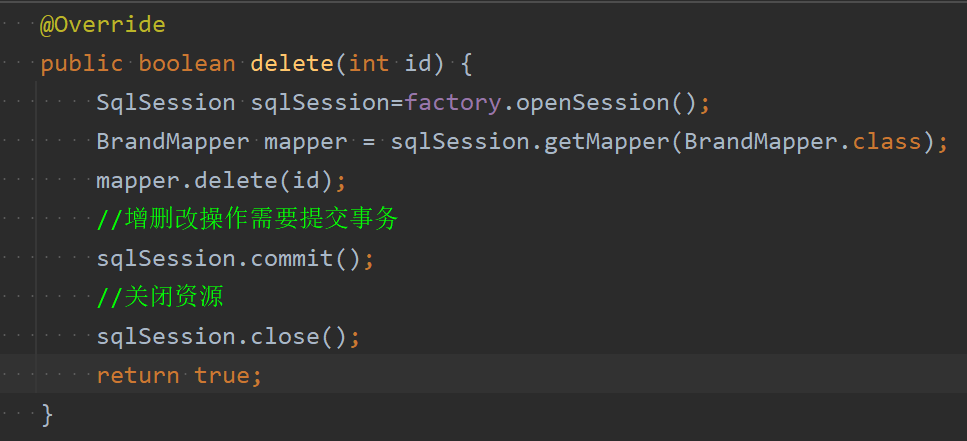 @Override
public boolean delete(int id) {
SqlSession sqlSession=factory.openSession();
BrandMapper mapper = sqlSession.getMapper(BrandMapper.class);
mapper.delete(id);
//增删改操作需要提交事务
sqlSession.commit();
//关闭资源
sqlSession.close();
return true;
}